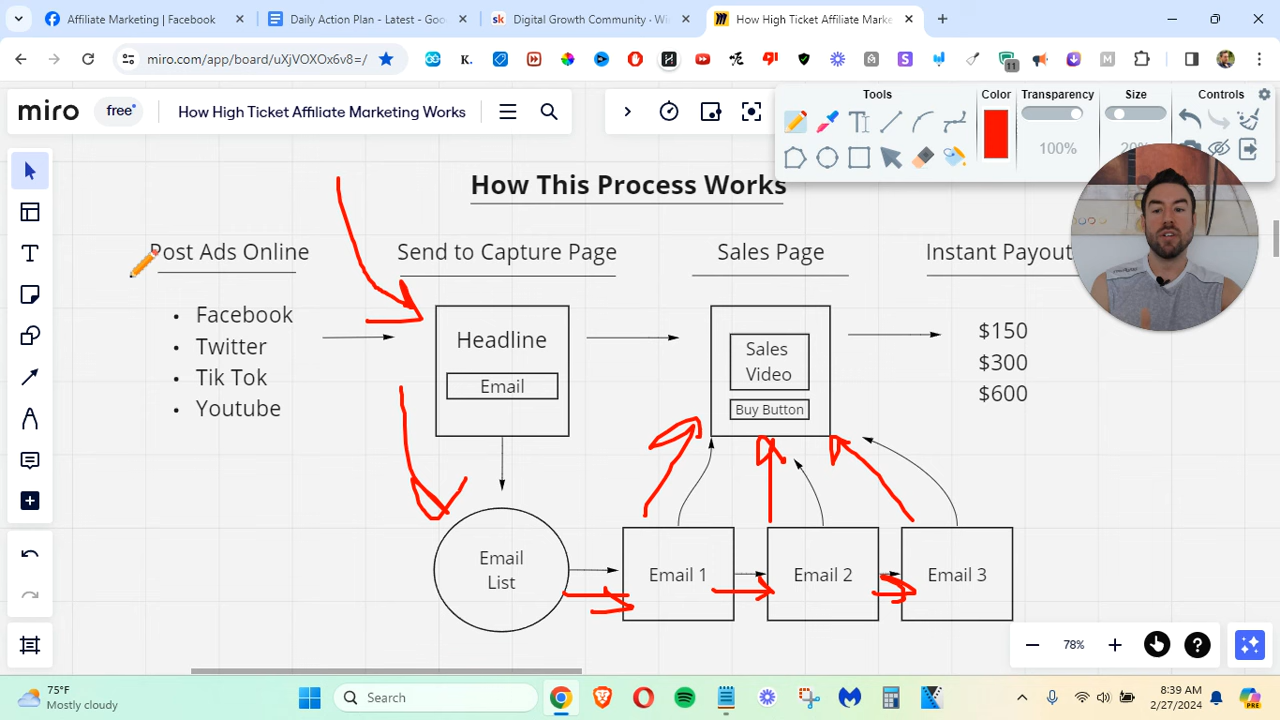 Affiliate Marketing | Facebook
Daily Action Plan - Latest - Goo
Digital Growth Community · Wi
How High Ticket Affiliate Marke
miro.com/app/board/uXjVOXOx6v8=/
11
miro
free
How High Ticket Affiliate Marketing Works
Tools
Color
Transparency
Size
Controls
100%
20%
How This Process Works
Post Ads Online
Send to Capture Page
Sales Page
Instant Payout
• Facebook
• Twitter
• Tik Tok
• Youtube
Headline
Email
Sales
Video
Buy Button
$150
$300
$600
Email
List
Email 1
Email 2
Email 3
78%
75°F
Mostly cloudy
Search
8:39 AM
2/27/2024
PRE